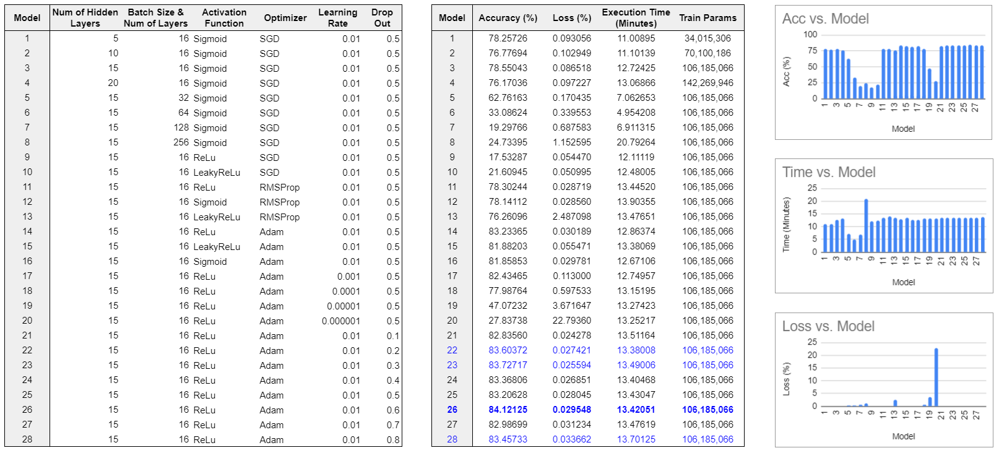 Model Num of Hidden Layers Batch Size & Num of Layers Activation Function Optimizer Learning Rate Drop Out
1 5 16 Sigmoid SGD 0.01 0.5
2 10 16 Sigmoid SGD 0.01 0.5
3 15 16 Sigmoid SGD 0.01 0.5
4 20 16 Sigmoid SGD 0.01 0.5
5 15 32 Sigmoid SGD 0.01 0.5
6 15 64 Sigmoid SGD 0.01 0.5
7 15 128 Sigmoid SGD 0.01 0.5
8 15 256 Sigmoid SGD 0.01 0.5
9 15 16 ReLu SGD 0.01 0.5
10 15 16 LeakyReLu SGD 0.01 0.5
11 15 16 ReLu RMSProp 0.01 0.5
12 15 16 Sigmoid RMSProp 0.01 0.5
13 15 16 LeakyReLu RMSProp 0.01 0.5
14 15 16 ReLu Adam 0.01 0.5
15 15 16 LeakyReLu Adam 0.01 0.5
16 15 16 Sigmoid Adam 0.01 0.5
17 15 16 ReLu Adam 0.001 0.5
18 15 16 ReLu Adam 0.0001 0.5
19 15 16 ReLu Adam 0.00001 0.5
20 15 16 ReLu Adam 0.000001 0.5
21 15 16 ReLu Adam 0.01 0.1
22 15 16 ReLu Adam 0.01 0.2
23 15 16 ReLu Adam 0.01 0.3
24 15 16 ReLu Adam 0.01 0.4
25 15 16 ReLu Adam 0.01 0.5
26 15 16 ReLu Adam 0.01 0.6
27 15 16 ReLu Adam 0.01 0.7
28 15 16 ReLu Adam 0.01 0.8
Model Accuracy (%) Loss (%) Execution Time (Minutes) Train Params
1 78.25726 0.093056 11.00895 34,015,306
2 76.77694 0.102949 11.10139 70,100,186
3 78.55043 0.086518 12.72425 106,185,066
4 76.17036 0.097227 13.06866 142,269,946
5 62.76163 0.170435 7.062653 106,185,066
6 33.08624 0.339553 4.954208 106,185,066
7 19.29766 0.687583 6.911315 106,185,066
8 24.73395 1.152595 20.79264 106,185,066
9 17.53287 0.054470 12.11119 106,185,066
10 21.60945 0.050995 12.48005 106,185,066
11 78.30244 0.028719 13.44520 106,185,066
12 78.14112 0.028560 13.90355 106,185,066
13 76.26096 2.487098 13.47651 106,185,066
14 83.23365 0.030189 12.86374 106,185,066
15 81.88203 0.055471 13.38069 106,185,066
16 81.85853 0.029781 12.67106 106,185,066
17 82.43465 0.113000 12.74957 106,185,066
18 77.98764 0.597533 13.15195 106,185,066
19 47.07232 3.671647 13.27423 106,185,066
20 27.83738 22.79360 13.25217 106,185,066
21 82.83560 0.024278 13.51164 106,185,066
22 83.60372 0.027421 13.38008 106,185,066
23 83.72717 0.025594 13.49006 106,185,066
24 83.36806 0.026851 13.40468 106,185,066
25 83.20628 0.028045 13.43047 106,185,066
26 84.12125 0.029548 13.42051 106,185,066
27 82.98699 0.031234 13.47619 106,185,066
28 83.45733 0.033662 13.70125 106,185,066
Acc vs. Model
Acc (%)
100
75
50
25
0
1 3 5 7 9 11 13 15 17 19 21 23 25 27
Model
Time vs. Model
Time (Minutes)
25
20
15
10
5
0
1 3 5 7 9 11 13 15 17 19 21 23 25 27
Model
Loss vs. Model
Loss (%)
25
20
15
10
5
0
1 3 5 7 9 11 13 15 17 19 21 23 25 27
Model